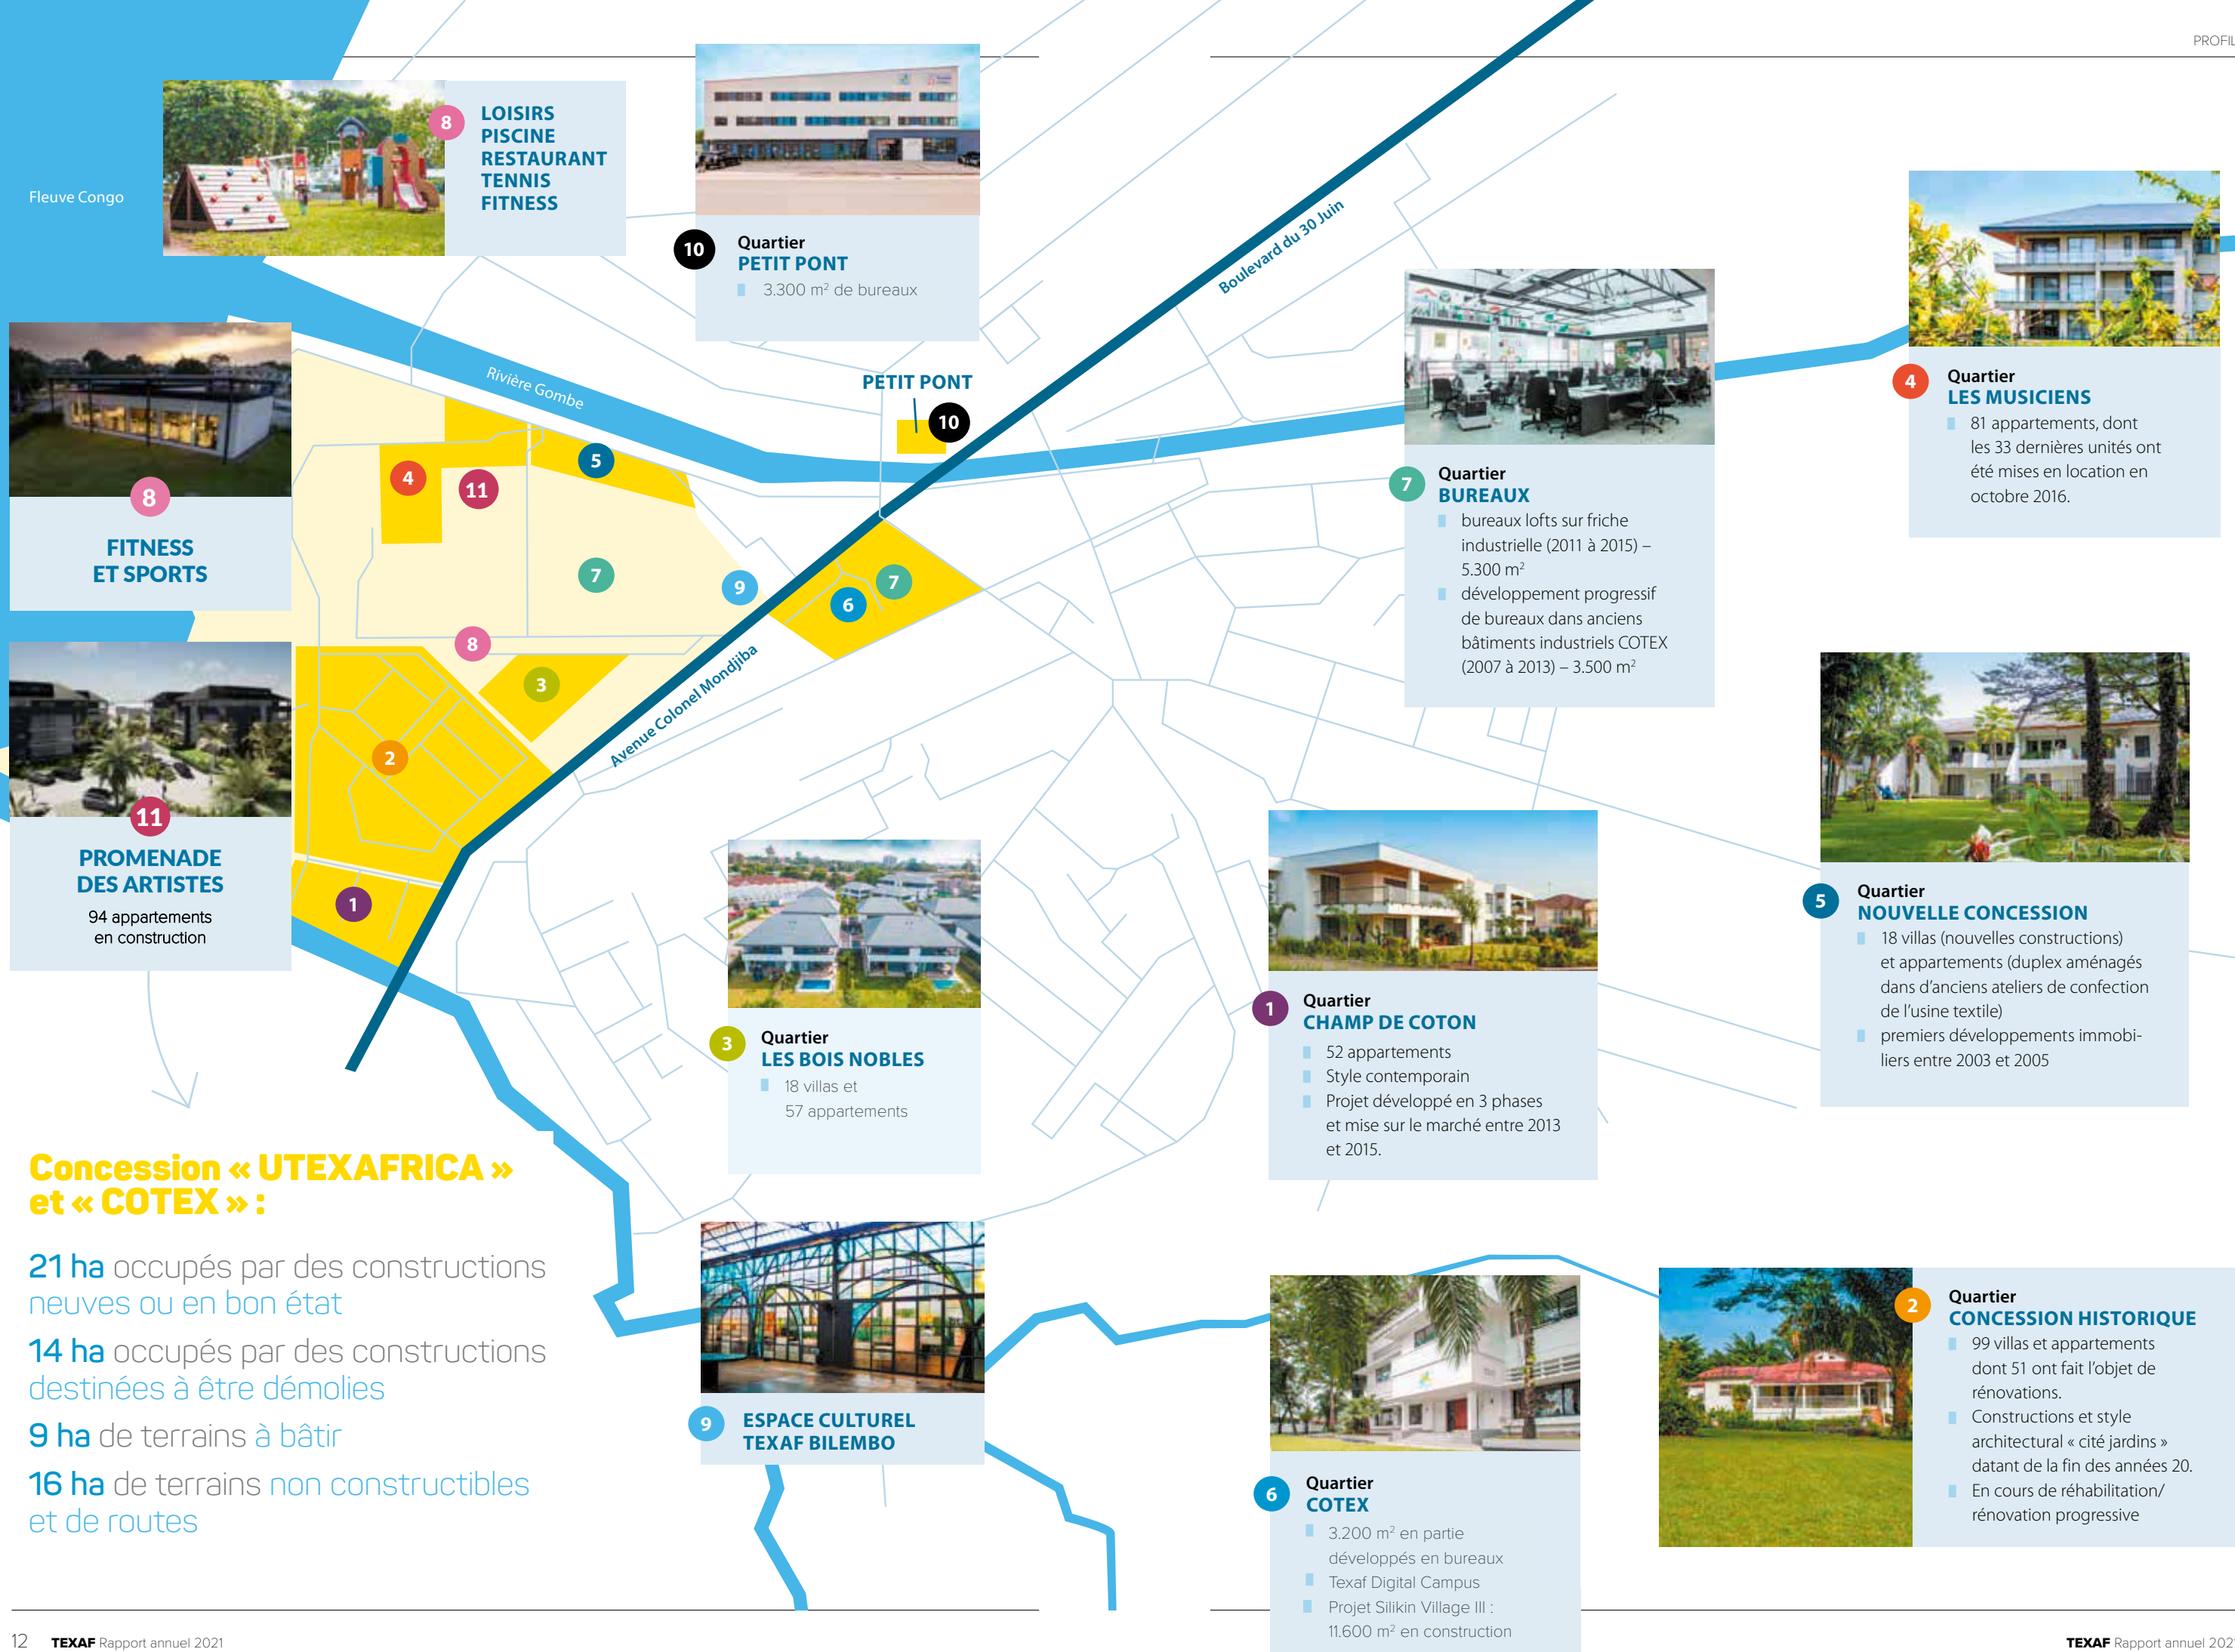 PROFIL
Fleuve Congo
8
LOISIRS
PISCINE
RESTAURANT
TENNIS
FITNESS
10
Quartier
PETIT PONT
3.300 m² de bureaux
Boulevard du 30 Juin
4
Quartier
LES MUSICIENS
81 appartements, dont
les 33 dernières unités ont
été mises en location en
octobre 2016.
8
FITNESS
ET SPORTS
Rivière Gombe
PETIT PONT
10
5
4
11
7
9
7
6
8
3
2
1
Avenue Colonel Mondjiba
7
Quartier
BUREAUX
bureaux lofts sur friche
industrielle (2011 à 2015) –
5.300 m²
développement progressif
de bureaux dans anciens
bâtiments industriels COTEX
(2007 à 2013) – 3.500 m²
11
PROMENADE
DES ARTISTES
94 appartements
en construction
3
Quartier
LES BOIS NOBLES
18 villas et
57 appartements
1
Quartier
CHAMP DE COTON
52 appartements
Style contemporain
Projet développé en 3 phases
et mise sur le marché entre 2013
et 2015.
5
Quartier
NOUVELLE CONCESSION
18 villas (nouvelles constructions)
et appartements (duplex aménagés
dans d’anciens ateliers de confection
de l’usine textile)
premiers développements immobi-
liers entre 2003 et 2005
Concession « UTEXAFRICA »
et « COTEX » :
21 ha occupés par des constructions
neuves ou en bon état
14 ha occupés par des constructions
destinées à être démolies
9 ha de terrains à bâtir
16 ha de terrains non constructibles
et de routes
9
ESPACE CULTUREL
TEXAF BILEMBO
6
Quartier
COTEX
3.200 m² en partie
développés en bureaux
Texaf Digital Campus
Projet Silikin Village III :
11.600 m² en construction
2
Quartier
CONCESSION HISTORIQUE
99 villas et appartements
dont 51 ont fait l’objet de
rénovations.
Constructions et style
architectural « cité jardins »
datant de la fin des années 20.
En cours de réhabilitation/
rénovation progressive
12 TEXAF Rapport annuel 2021
TEXAF Rapport annuel 202